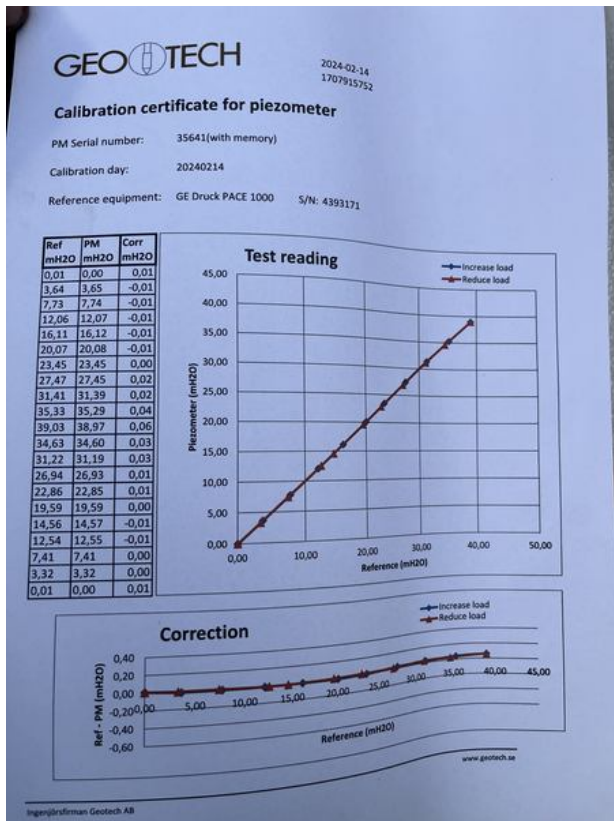 GEOTECH
2024-02-14
1707915752
Calibration certificate for piezometer
PM Serial number: 35641(with memory)
Calibration day: 20240214
Reference equipment: GE Druck PACE 1000 S/N: 4393171
Ref PM Corr
mH2O mH2O mH2O
0,01 0,00 0,01
3,64 3,65 -0,01
7,73 7,74 -0,01
12,06 12,07 -0,01
16,11 16,12 -0,01
20,07 20,08 -0,01
23,45 23,45 0,00
27,47 27,45 0,02
31,41 31,39 0,02
35,33 35,29 0,04
39,03 38,97 0,06
34,63 34,60 0,03
31,22 31,19 0,03
26,94 26,93 0,01
22,86 22,85 0,01
19,59 19,59 0,00
14,56 14,57 -0,01
12,54 12,55 -0,01
7,41 7,41 0,00
3,32 3,32 0,00
0,01 0,00 0,01
Test reading
Increase load
Reduce load
45,00
40,00
35,00
30,00
25,00
20,00
15,00
10,00
5,00
0,00
Piezometer (mH2O)
0,00 10,00 20,00 30,00 40,00 50,00
Reference (mH2O)
Correction
Increase load
Reduce load
0,40
0,20
0,00
-0,20
-0,40
-0,60
Ref - PM (mH2O)
0,00 5,00 10,00 15,00 20,00 25,00 30,00 35,00 40,00 45,00
Reference (mH2O)
www.geotech.se
Ingenjörsfirman Geotech AB